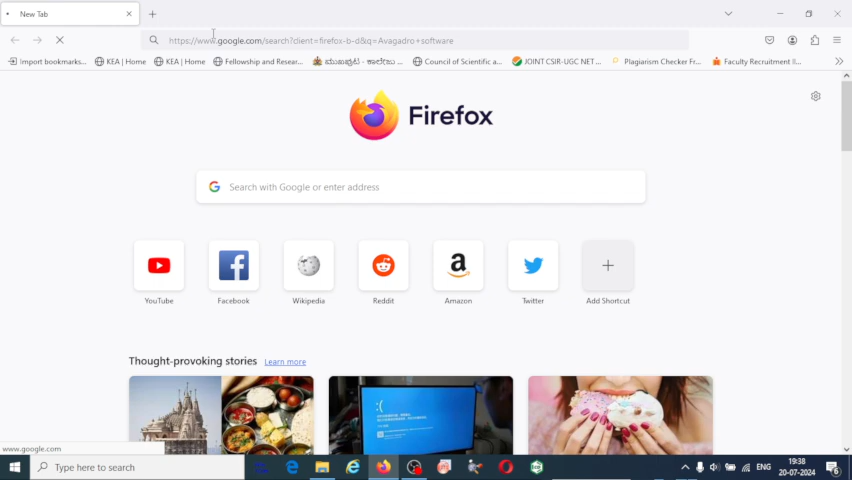 New Tab
https://www.google.com/search?client=firefox-b-d&q=Avagadro+software
Import bookmarks...
KEA | Home
KEA | Home
Fellowship and Resear...
ಮುಖಪುಟ - ಕಾಲೇಜು ...
Council of Scientific a...
JOINT CSIR-UGC NET ...
Plagiarism Checker Fr...
Faculty Recruitment II...
Firefox
Search with Google or enter address
YouTube
Facebook
Wikipedia
Reddit
Amazon
Twitter
Add Shortcut
Thought-provoking stories
Learn more
www.google.com
Type here to search
ENG
19:38
20-07-2024
6